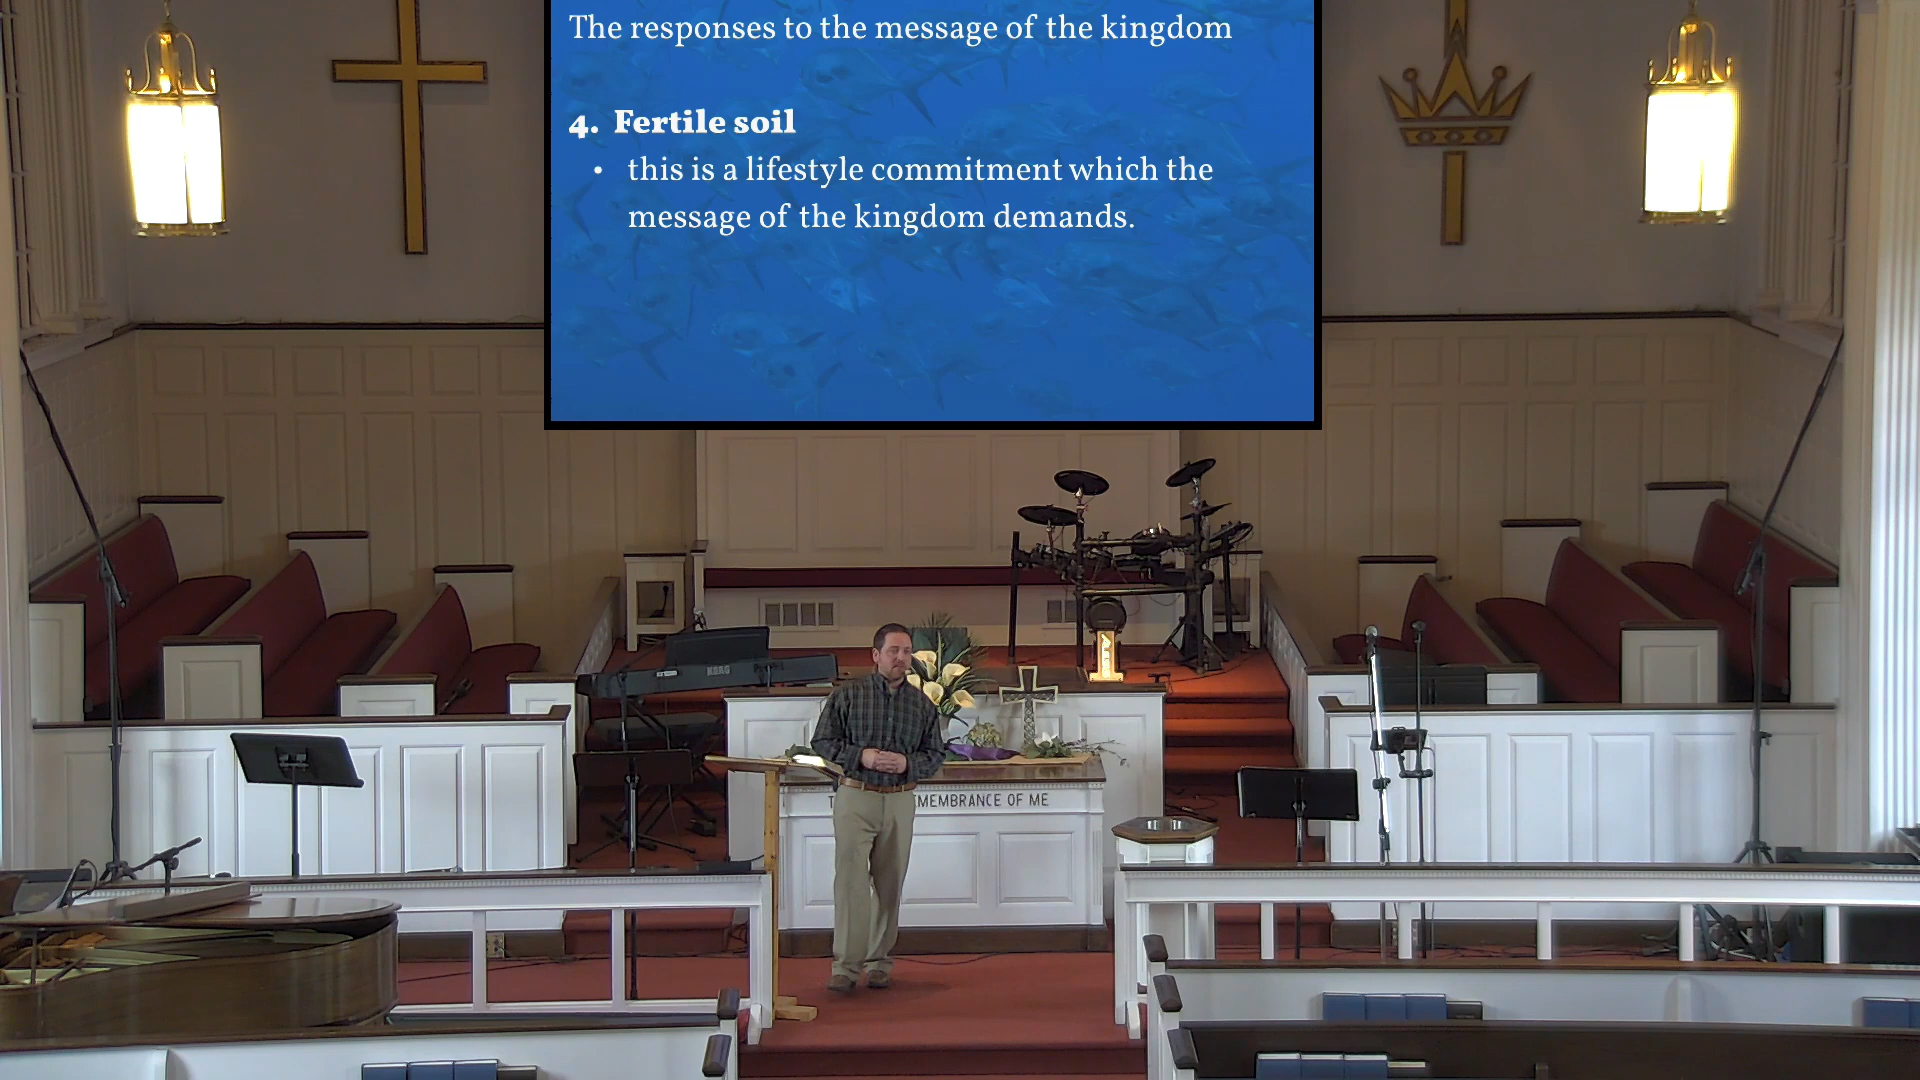 The responses to the message of the kingdom
4. Fertile soil
• this is a lifestyle commitment which the
message of the kingdom demands.
KORG
OF ME